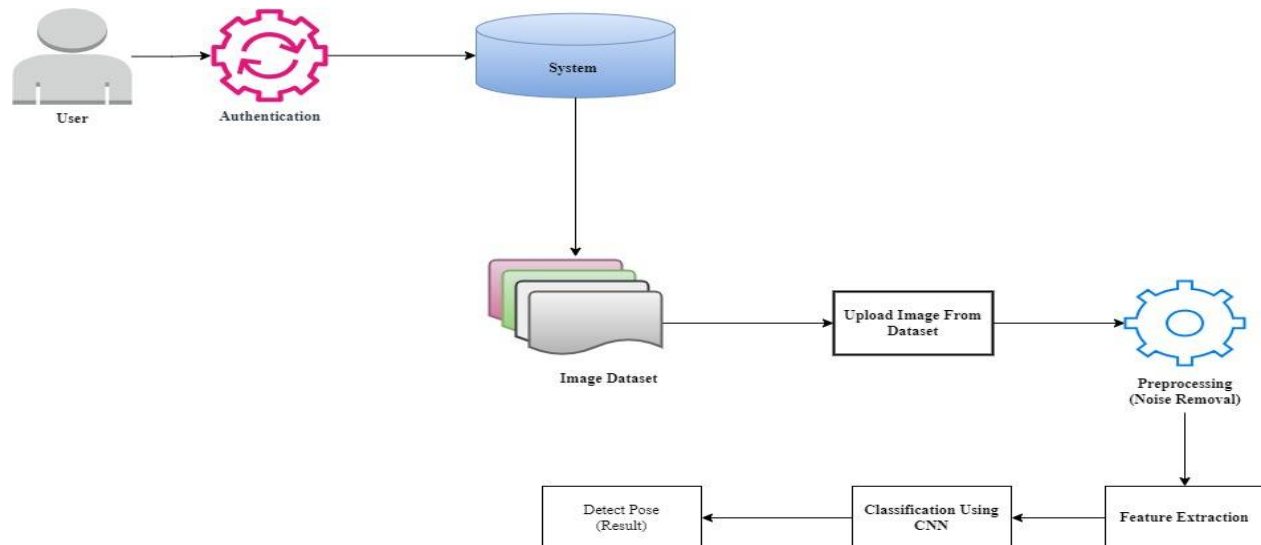 System
User
Authentication
Upload Image From
Dataset
Image Dataset
Preprocessing
(Noise Removal)
Detect Pose
(Result)
Classification Using
CNN
Feature Extraction